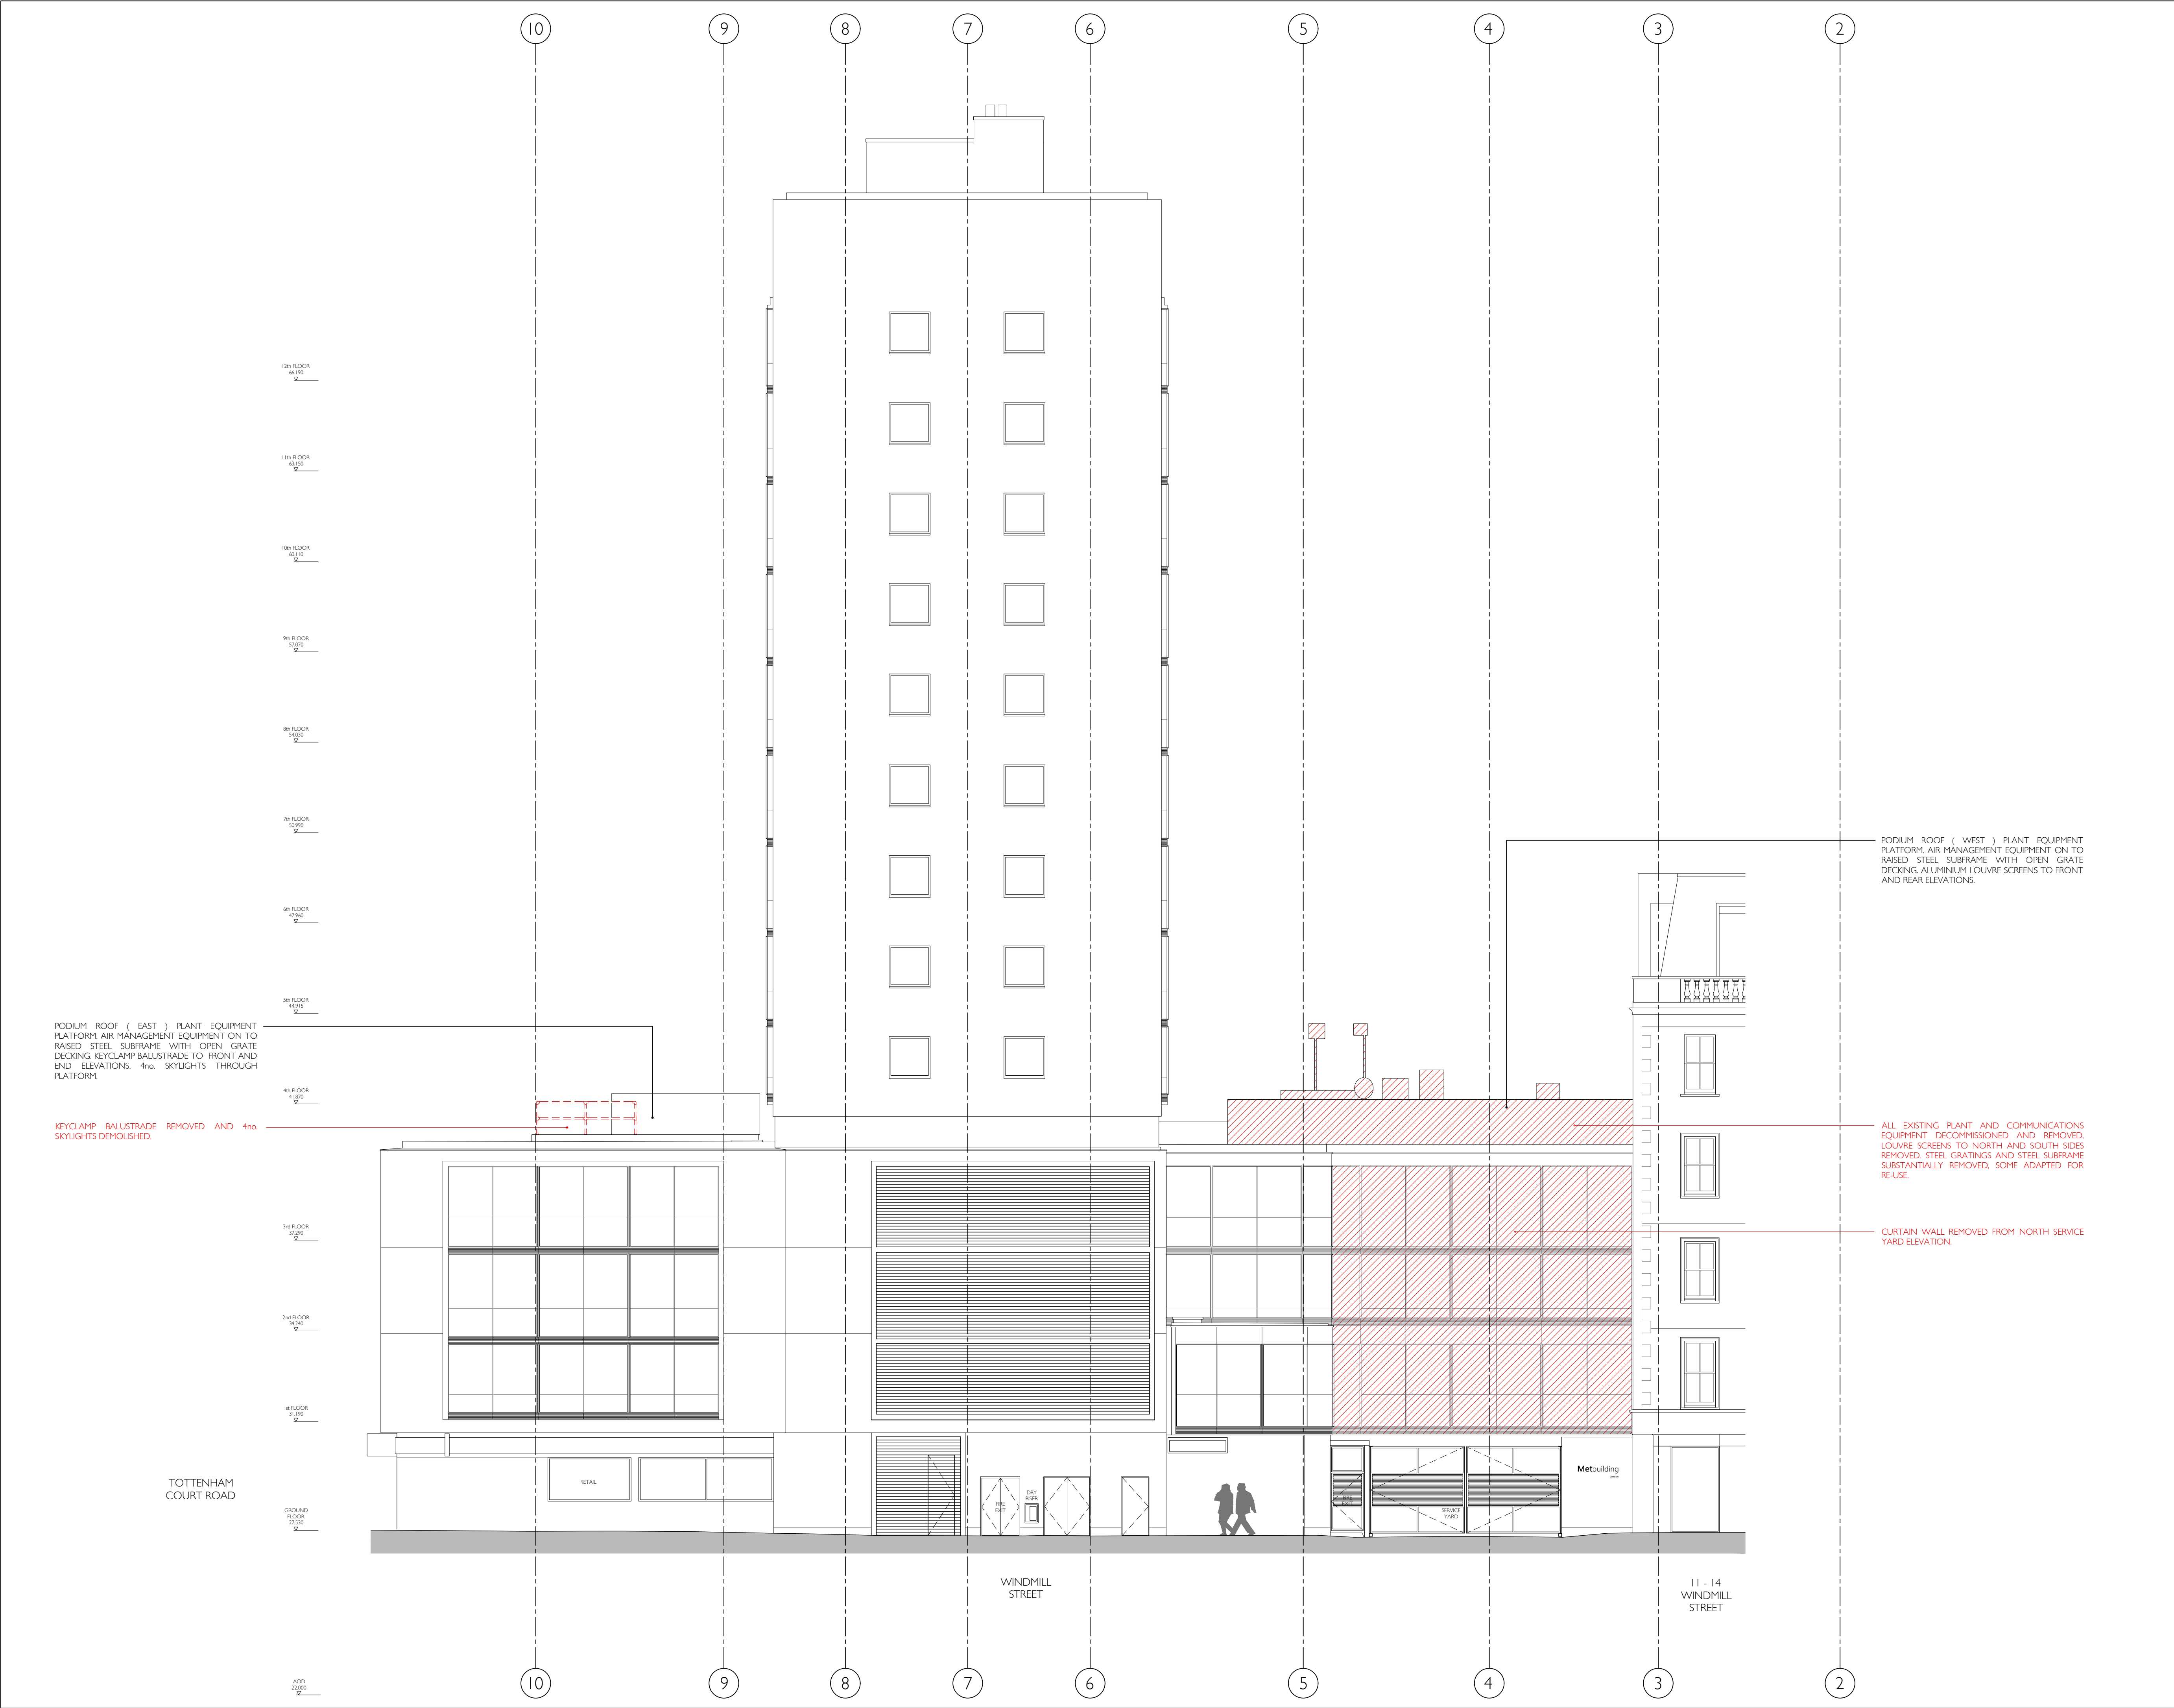 10 9 8 7 6 5 4 3 2
12th FLOOR
66.190
11th FLOOR
63.150
10th FLOOR
60.110
9th FLOOR
57.070
8th FLOOR
54.030
7th FLOOR
50.990
6th FLOOR
47.960
5th FLOOR
44.915
4th FLOOR
41.870
3rd FLOOR
37.290
2nd FLOOR
34.240
st FLOOR
31.190
GROUND
FLOOR
27.530
AOD
22.000
PODIUM ROOF ( EAST ) PLANT EQUIPMENT
PLATFORM. AIR MANAGEMENT EQUIPMENT ON TO
RAISED STEEL SUBFRAME WITH OPEN GRATE
DECKING. KEYCLAMP BALUSTRADE TO FRONT AND
END ELEVATIONS. 4no. SKYLIGHTS THROUGH
PLATFORM.
KEYCLAMP BALUSTRADE REMOVED AND 4no.
SKYLIGHTS DEMOLISHED.
PODIUM ROOF ( WEST ) PLANT EQUIPMENT
PLATFORM. AIR MANAGEMENT EQUIPMENT ON TO
RAISED STEEL SUBFRAME WITH OPEN GRATE
DECKING. ALUMINIUM LOUVRE SCREENS TO FRONT
AND REAR ELEVATIONS.
ALL EXISTING PLANT AND COMMUNICATIONS
EQUIPMENT DECOMMISSIONED AND REMOVED.
LOUVRE SCREENS TO NORTH AND SOUTH SIDES
REMOVED. STEEL GRATINGS AND STEEL SUBFRAME
SUBSTANTIALLY REMOVED, SOME ADAPTED FOR
RE-USE.
CURTAIN WALL REMOVED FROM NORTH SERVICE
YARD ELEVATION.
TOTTENHAM
COURT ROAD
RETAIL
FIRE
EXIT
DRY
RISER
FIRE
EXIT
SERVICE
YARD
Metbuilding
WINDMILL
STREET
11 - 14
WINDMILL
STREET
10 9 8 7 6 5 4 3 2